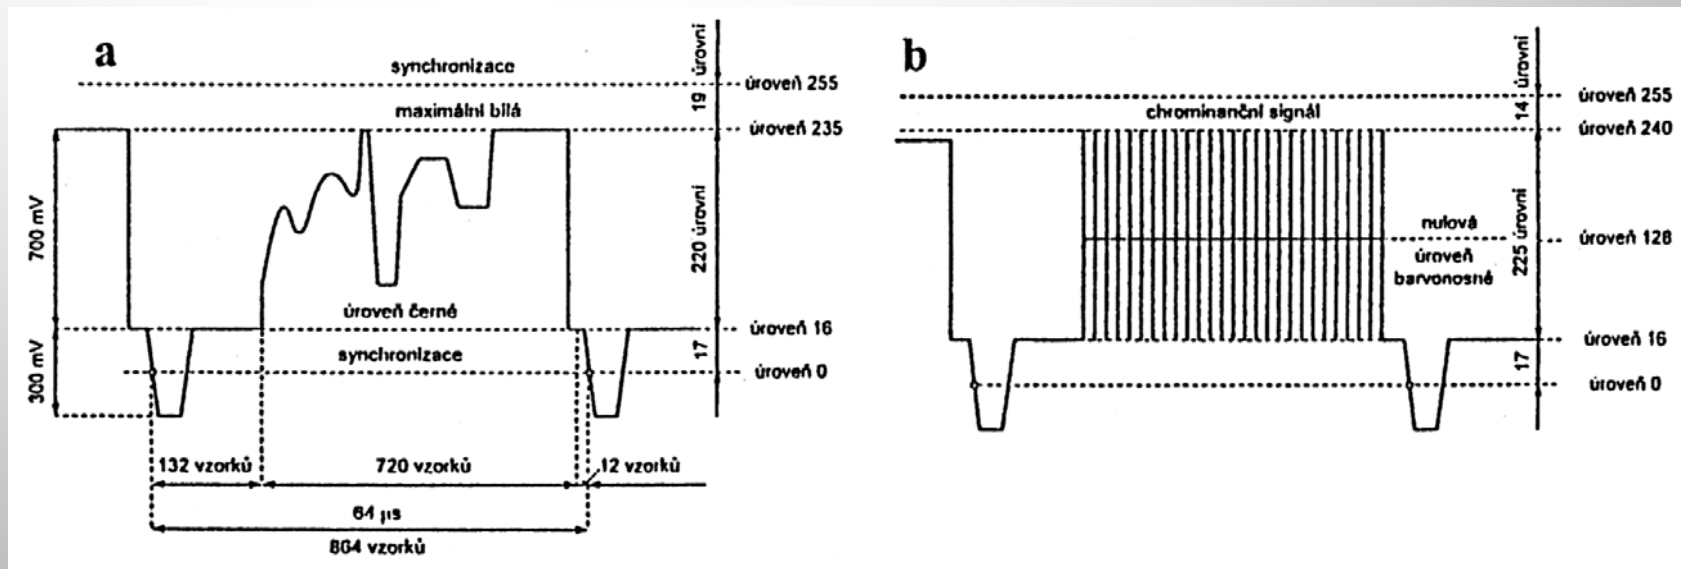 a
synchronizace
úroveň 255
19 úrovní
maximální bílá
úroveň 235
700 mV
220 úrovní
úroveň černé
úroveň 16
300 mV
synchronizace
17
úroveň 0
132 vzorků
720 vzorků
12 vzorků
64 µs
864 vzorků
b
14 úrovní
úroveň 255
chrominanční signál
úroveň 240
225 úrovní
nulová
úroveň 128
úroveň
barvonosné
úroveň 16
17
úroveň 0